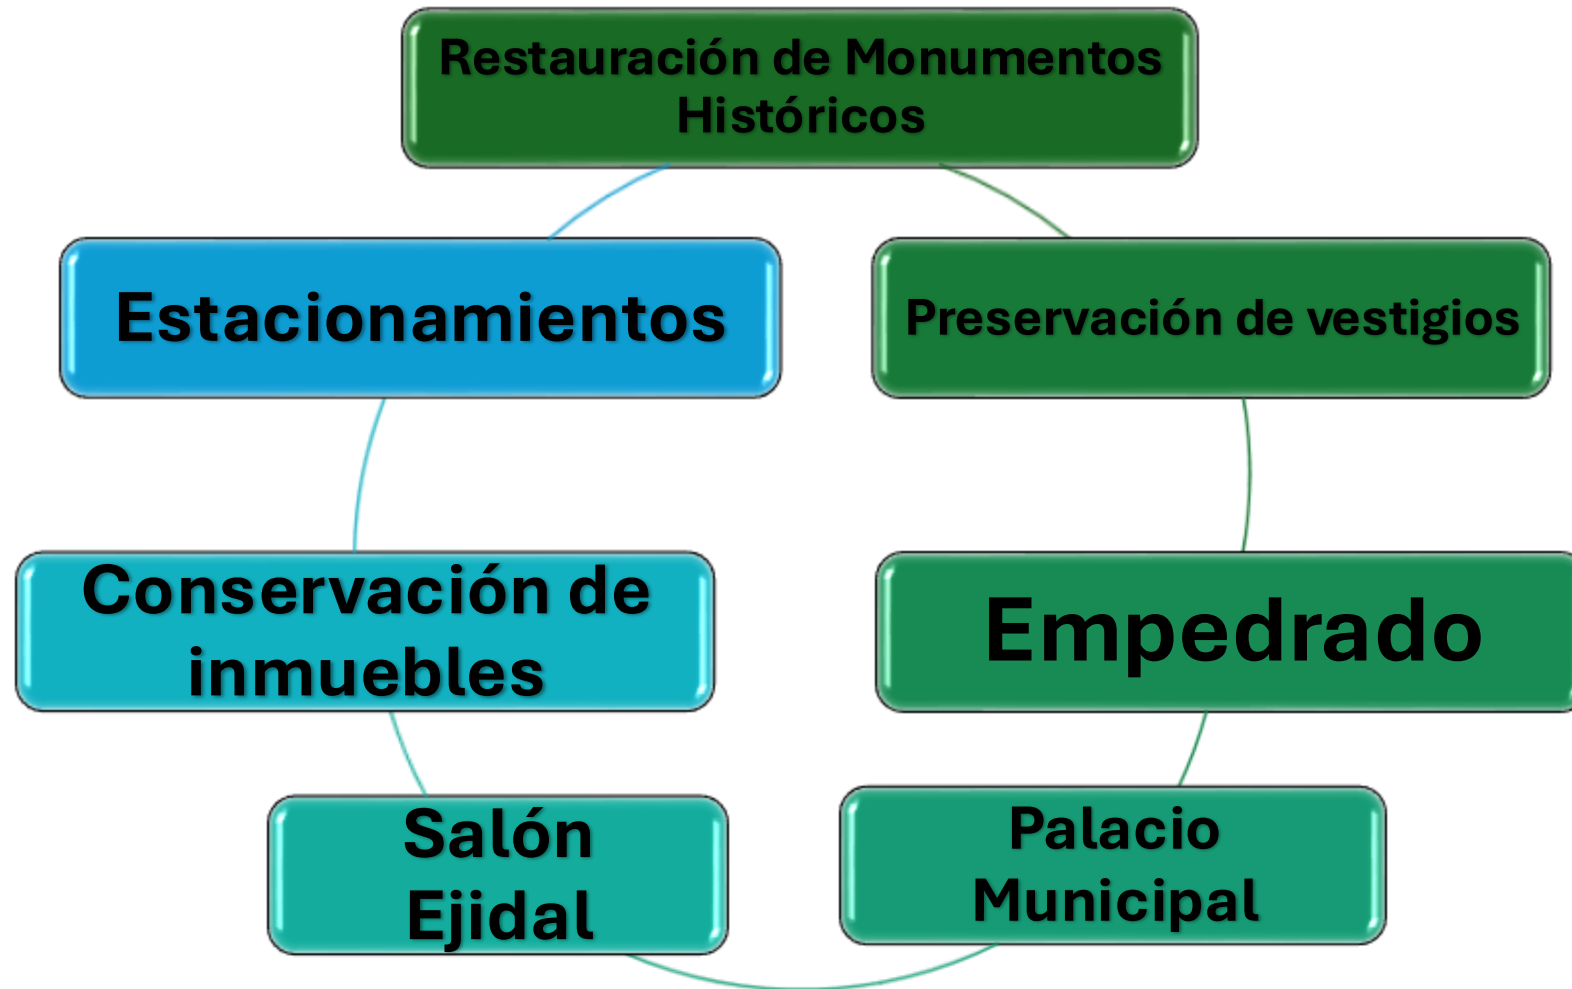 Restauración de Monumentos
Históricos
Estacionamientos
Preservación de vestigios
Conservación de
inmuebles
Empedrado
Salón
Ejidal
Palacio
Municipal